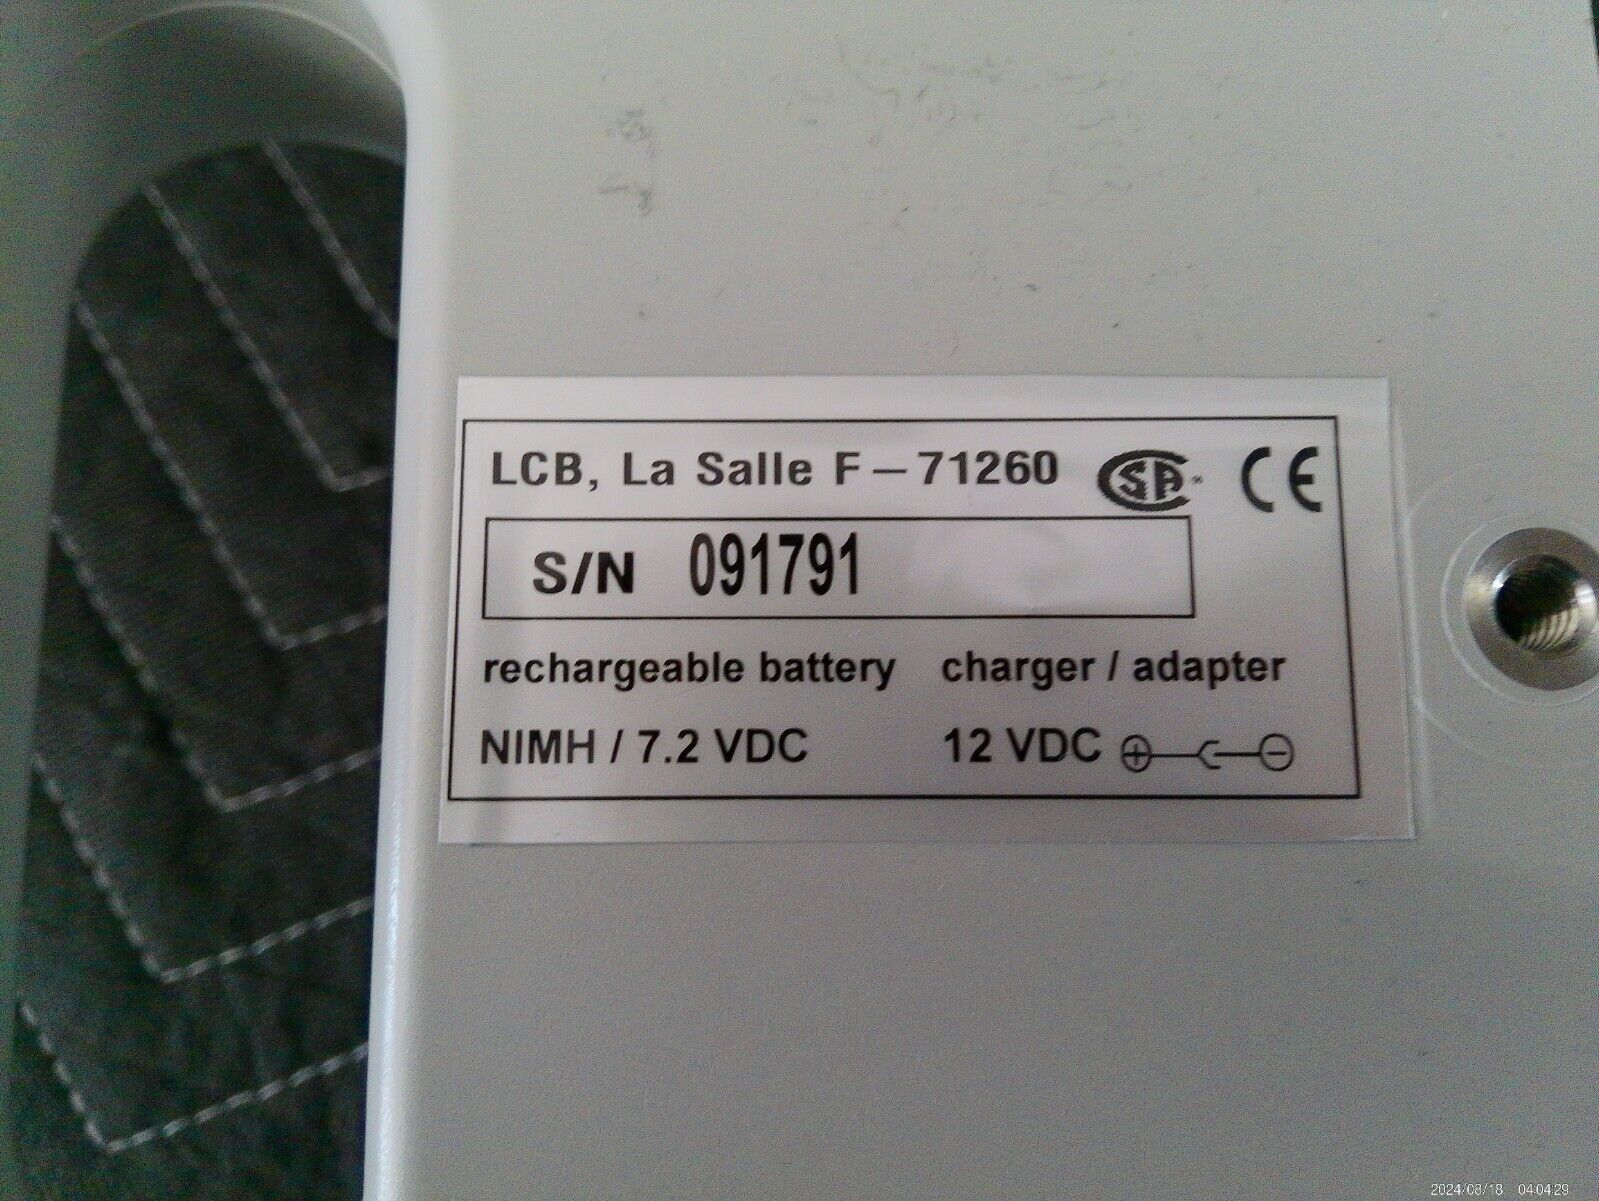 LCB, La Salle F – 71260 CSA® CE
S/N 091791
rechargeable battery charger / adapter
NIMH / 7.2 VDC 12 VDC
2024/08/18 04:04:29